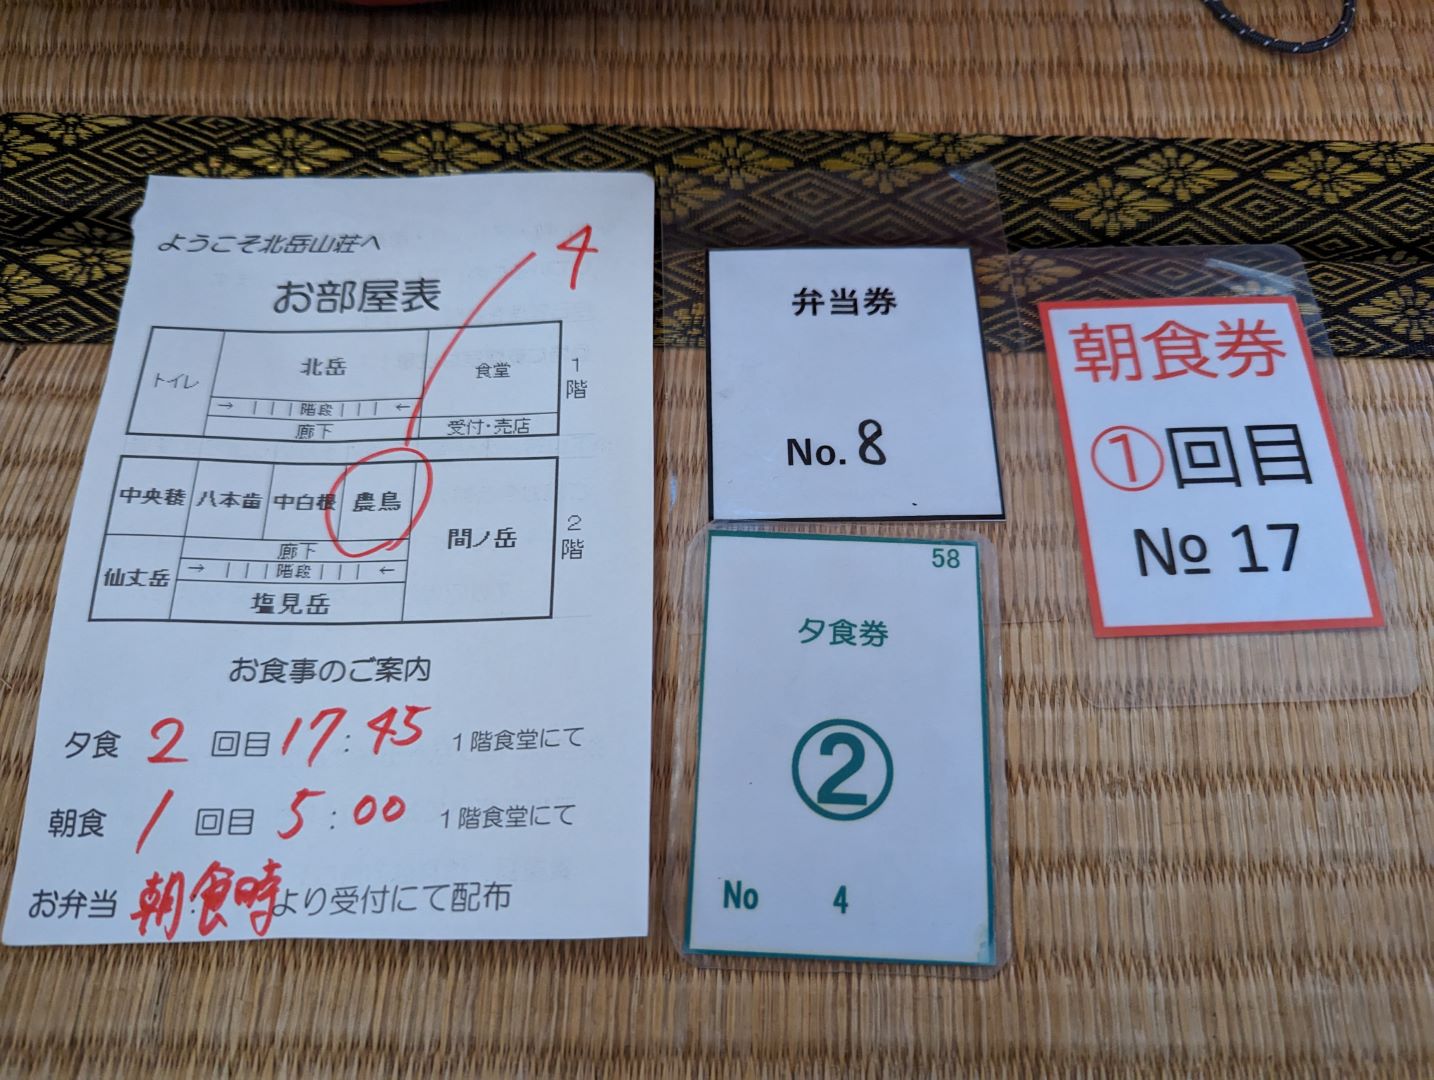 ようこそ北岳山荘へ
お部屋表
4
トイレ
北岳
食堂
1階
→ 階段 ←
廊下
受付・売店
中央稜
八本歯
中白根
農鳥
間ノ岳
2階
廊下
仙丈岳
→ 階段 ←
塩見岳
お食事のご案内
夕食 2 回目 17:45 1階食堂にて
朝食 1 回目 5:00 1階食堂にて
お弁当 朝食時より受付にて配布
弁当券
No. 8
58
夕食券
②
No 4
朝食券
①回目
№ 17